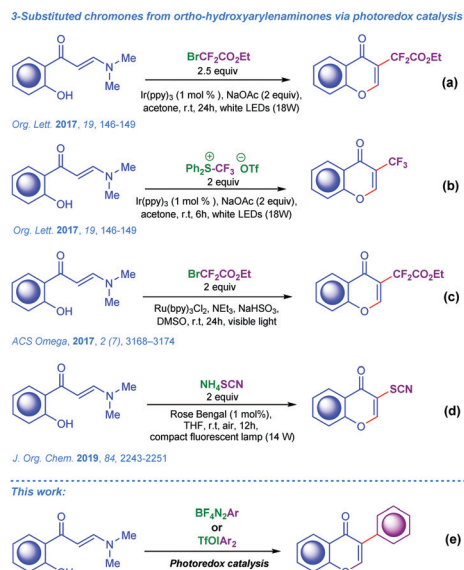 3-Substituted chromones from ortho-hydroxyarylenaminones via photoredox catalysis
O
N
Me
Me
OH
BrCF₂CO₂Et
2.5 equiv
Ir(ppy)₃ (1 mol % ), NaOAc (2 equiv),
acetone, r.t, 24h, white LEDs (18W)
O
CF₂CO₂Et
O
(a)
Org. Lett. 2017, 19, 146-149
O
N
Me
Me
OH
Ph₂S⊕-CF₃ ⊖OTf
2 equiv
Ir(ppy)₃ (1 mol % ), NaOAc (2 equiv),
acetone, r.t, 6h, white LEDs (18W)
O
CF₃
O
(b)
Org. Lett. 2017, 19, 146-149
O
N
Me
Me
OH
BrCF₂CO₂Et
2 equiv
Ru(bpy)₃Cl₂, NEt₃, NaHSO₃,
DMSO, r.t, 24h, visible light
O
CF₂CO₂Et
O
(c)
ACS Omega, 2017, 2 (7), 3168–3174
O
N
Me
Me
OH
NH₄SCN
2 equiv
Rose Bengal (1 mol%),
THF, r.t, air, 12h,
compact fluorescent lamp (14 W)
O
SCN
O
(d)
J. Org. Chem. 2019, 84, 2243-2251
This work:
O
N
Me
Me
BF₄N₂Ar
or
TfOIAr₂
Photoredox catalysis
O
(e)